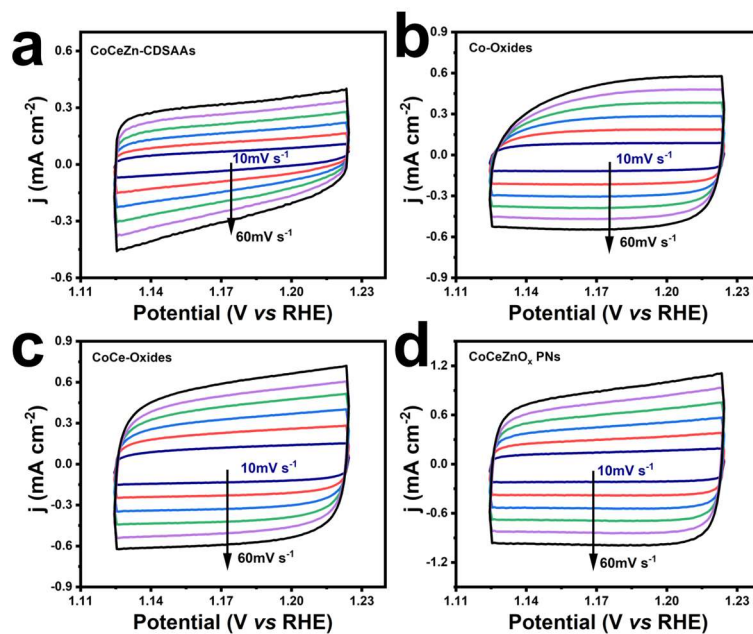 a
CoCeZn-CDSAAs
j (mA cm⁻²)
0.6
0.3
0.0
-0.3
-0.6
10mV s⁻¹
60mV s⁻¹
1.11 1.14 1.17 1.20 1.23
Potential (V vs RHE)
b
Co-Oxides
j (mA cm⁻²)
0.9
0.6
0.3
0.0
-0.3
-0.6
-0.9
10mV s⁻¹
60mV s⁻¹
1.11 1.14 1.17 1.20 1.23
Potential (V vs RHE)
c
CoCe-Oxides
j (mA cm⁻²)
0.9
0.6
0.3
0.0
-0.3
-0.6
-0.9
10mV s⁻¹
60mV s⁻¹
1.11 1.14 1.17 1.20 1.23
Potential (V vs RHE)
d
CoCeZnOₓ PNs
j (mA cm⁻²)
1.2
0.6
0.0
-0.6
-1.2
10mV s⁻¹
60mV s⁻¹
1.11 1.14 1.17 1.20 1.23
Potential (V vs RHE)